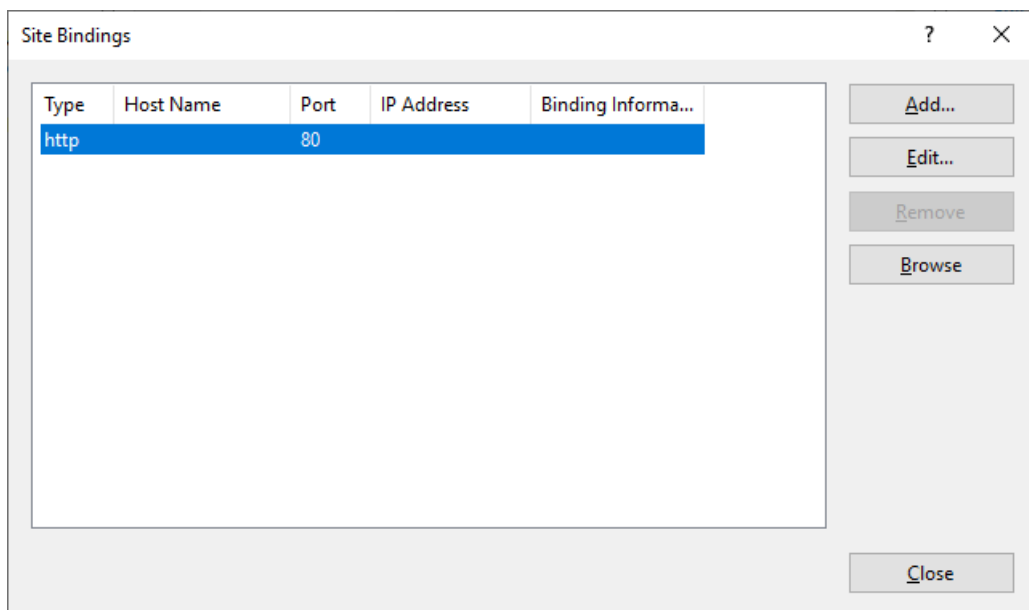 Site Bindings
Type Host Name Port IP Address Binding Informa...
http 80
Add...
Edit...
Remove
Browse
Close